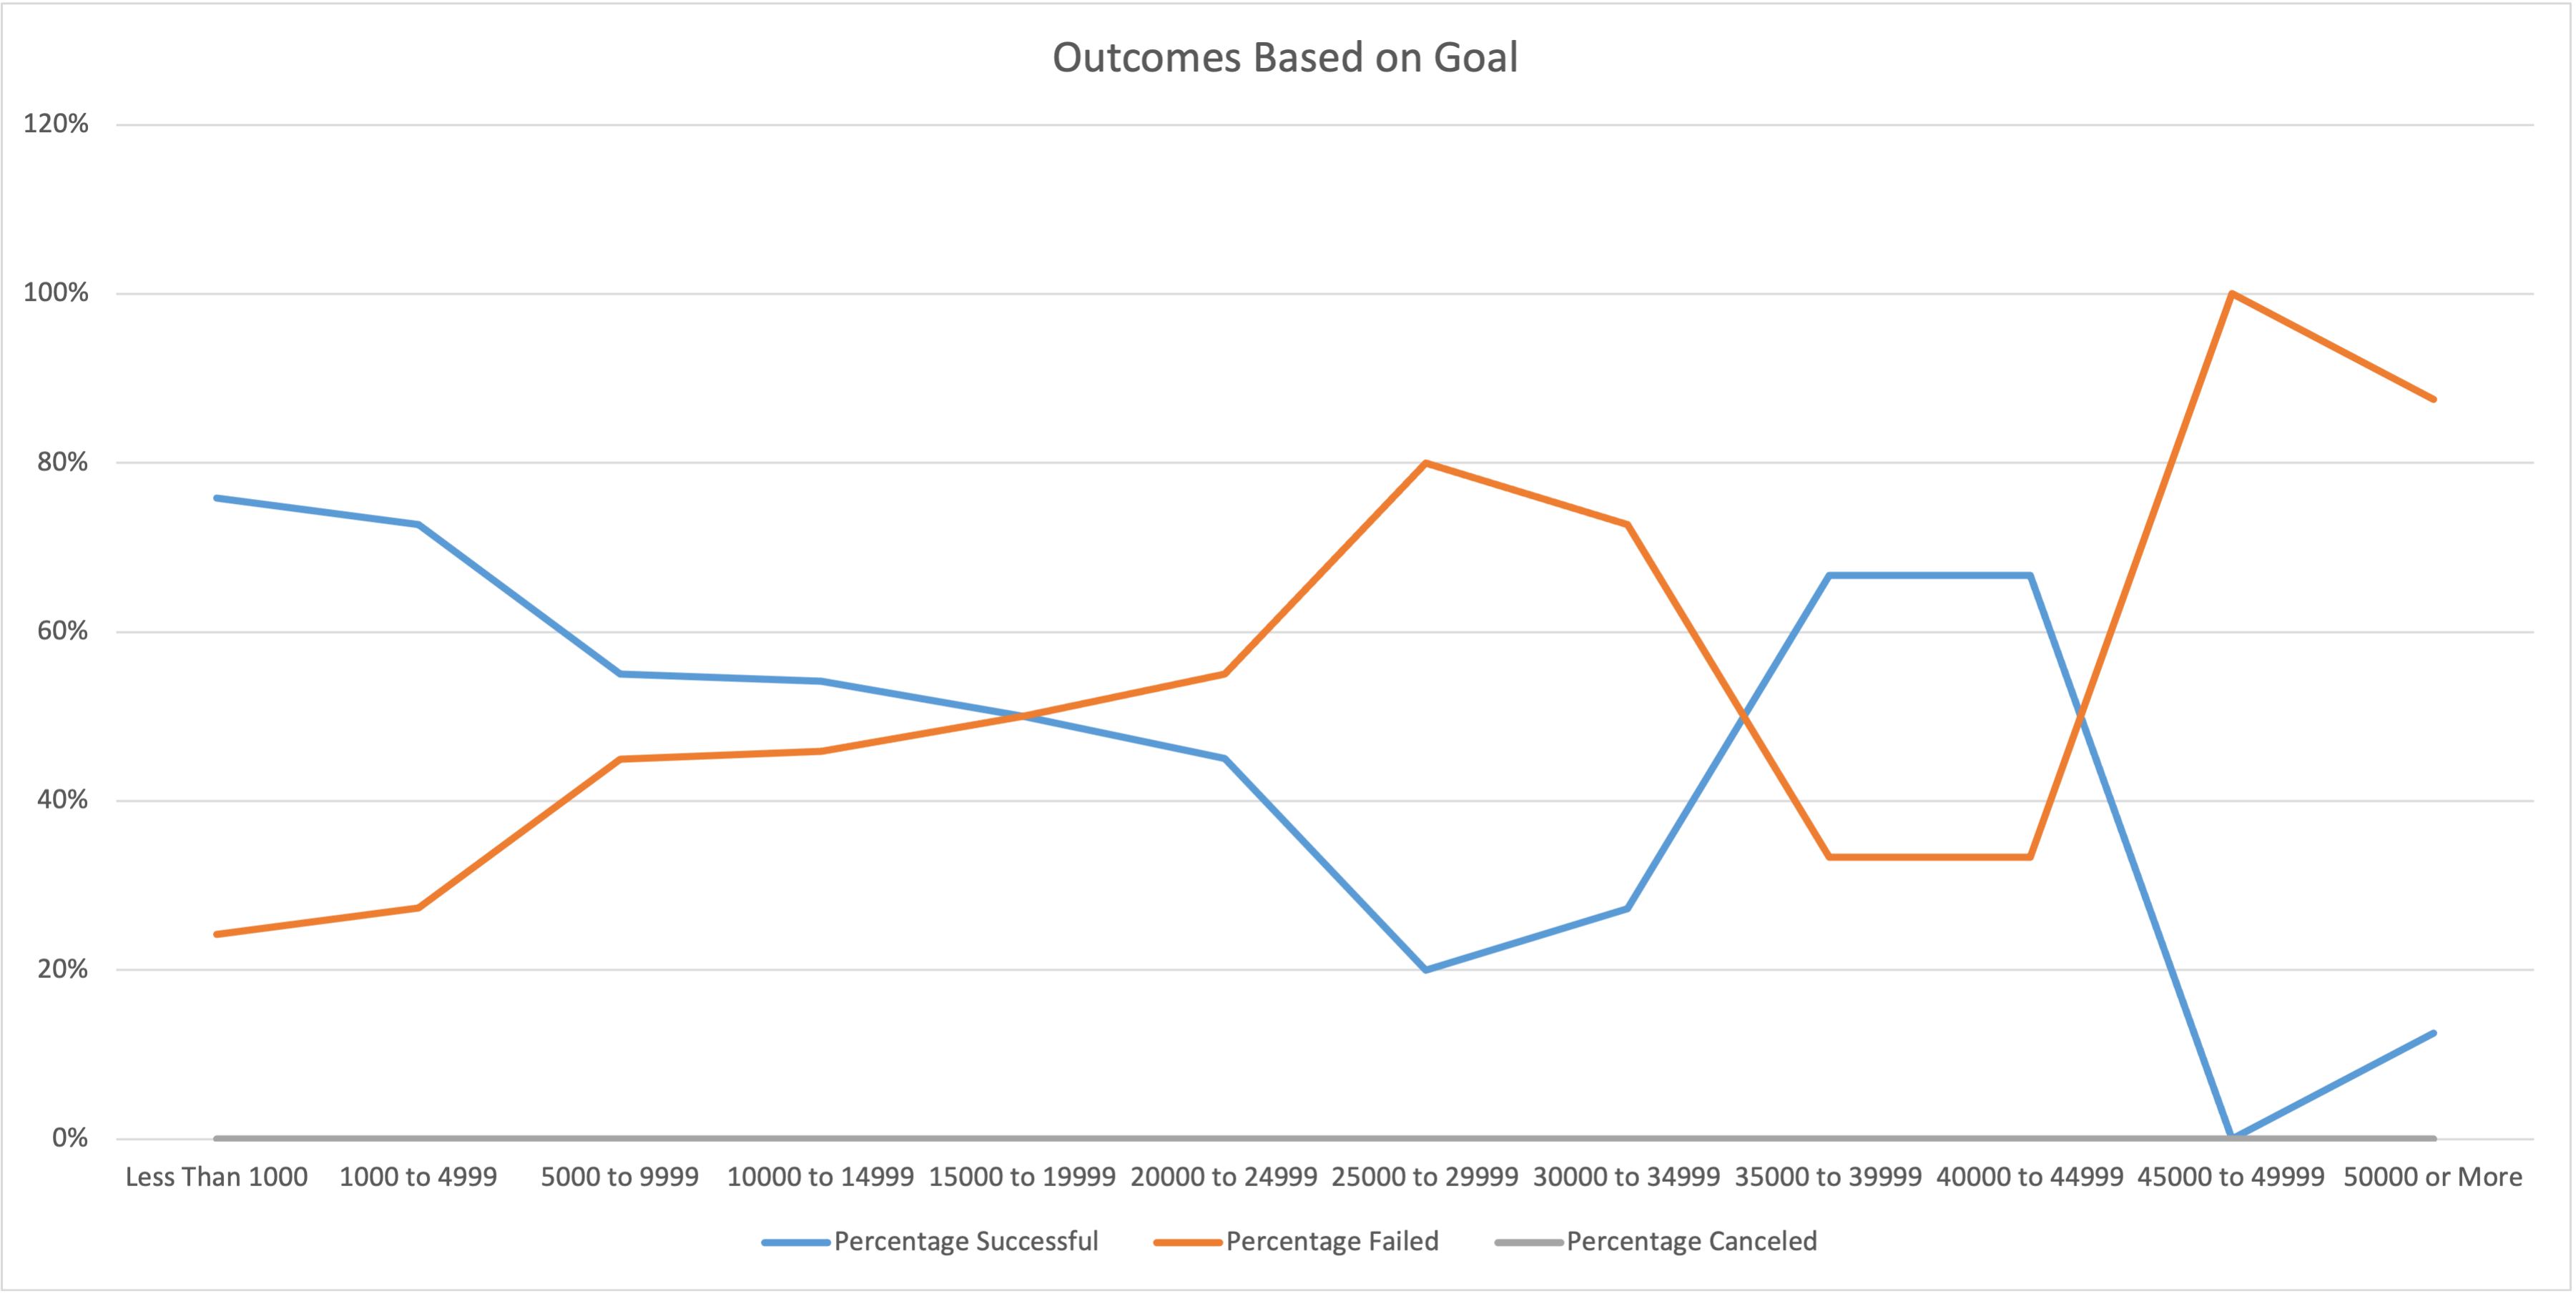 Outcomes Based on Goal
120%
100%
80%
60%
40%
20%
0%
Less Than 1000 1000 to 4999 5000 to 9999 10000 to 14999 15000 to 19999 20000 to 24999 25000 to 29999 30000 to 34999 35000 to 39999 40000 to 44999 45000 to 49999 50000 or More
Percentage Successful Percentage Failed Percentage Canceled